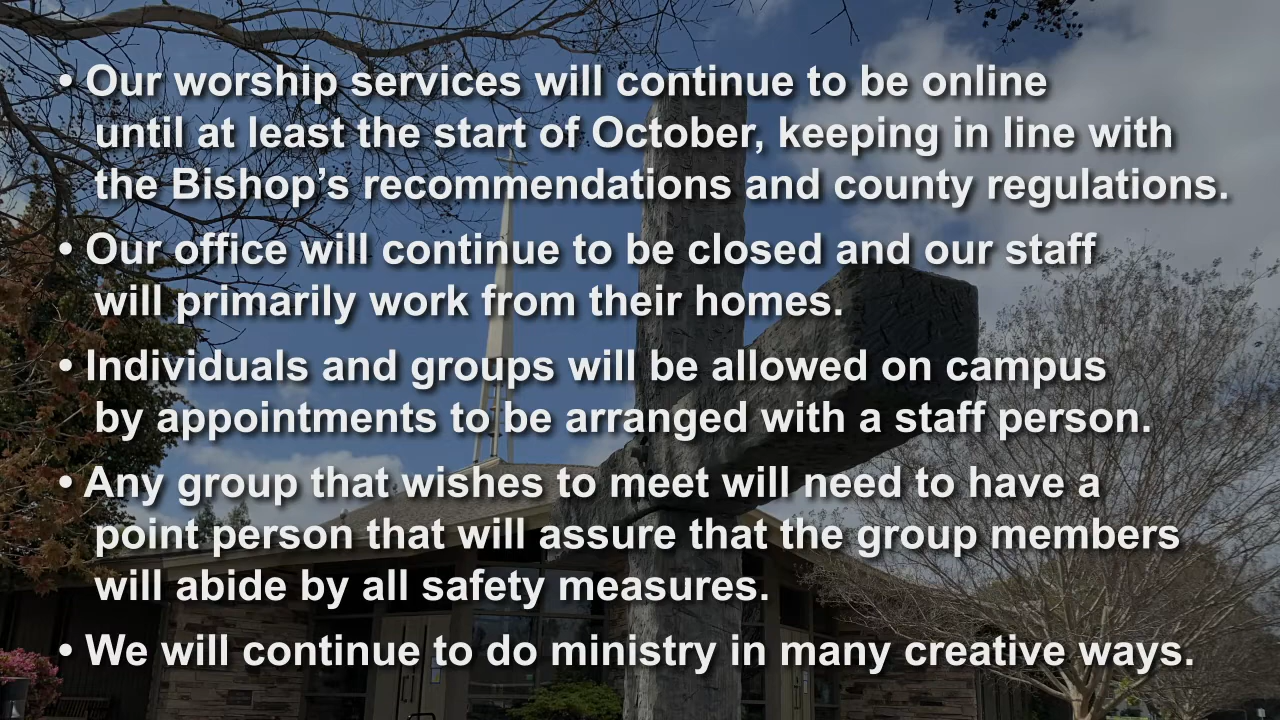 • Our worship services will continue to be online
until at least the start of October, keeping in line with
the Bishop’s recommendations and county regulations.
• Our office will continue to be closed and our staff
will primarily work from their homes.
• Individuals and groups will be allowed on campus
by appointments to be arranged with a staff person.
• Any group that wishes to meet will need to have a
point person that will assure that the group members
will abide by all safety measures.
• We will continue to do ministry in many creative ways.